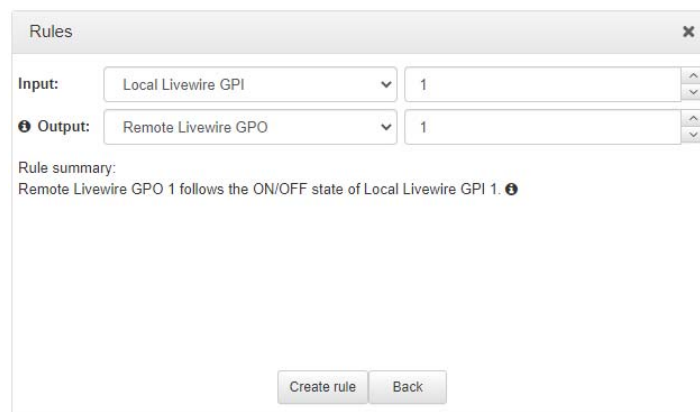 Rules
Input: Local Livewire GPI 1
Output: Remote Livewire GPO 1
Rule summary:
Remote Livewire GPO 1 follows the ON/OFF state of Local Livewire GPI 1.
Create rule Back